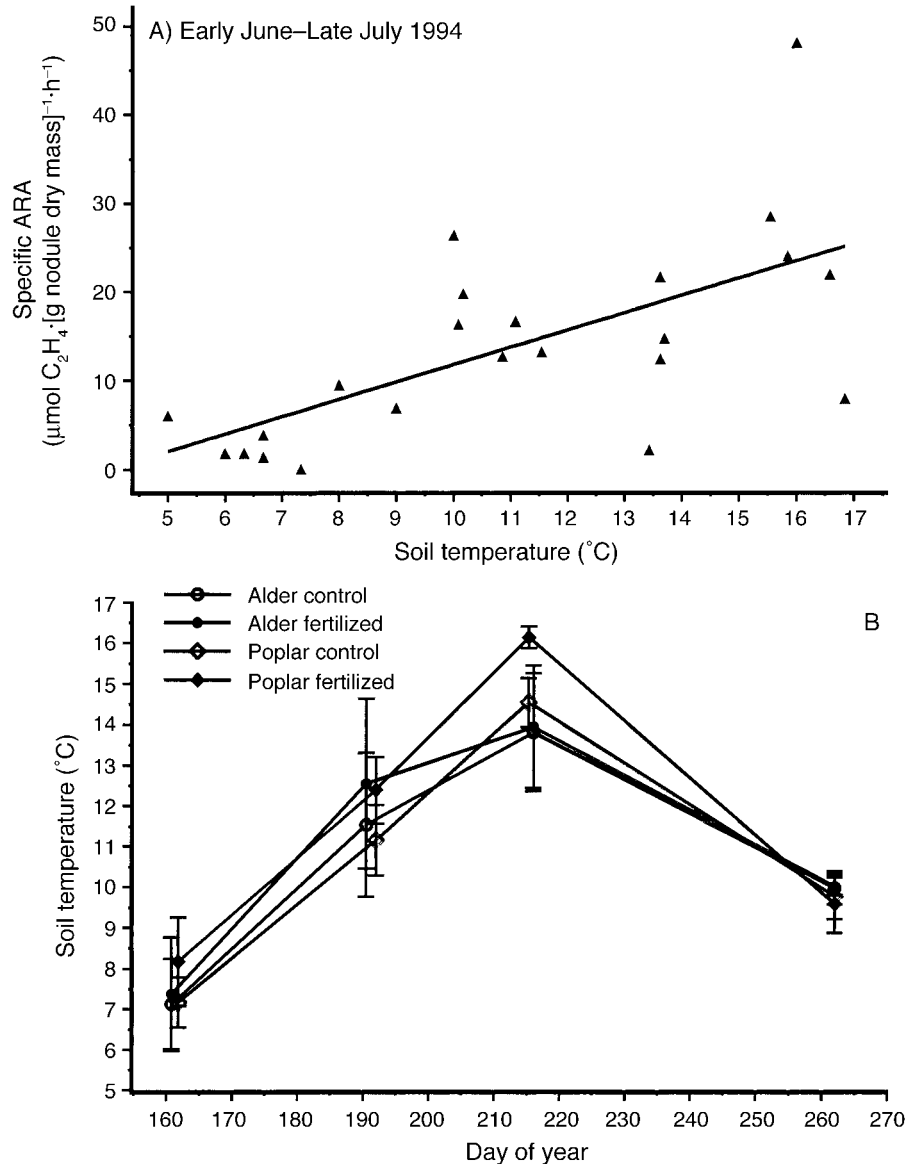 A) Early June–Late July 1994
Specific ARA
(μmol C₂H₄·[g nodule dry mass]⁻¹·h⁻¹)
50
40
30
20
10
0
5 6 7 8 9 10 11 12 13 14 15 16 17
Soil temperature (˚C)
Alder control
Alder fertilized
Poplar control
Poplar fertilized
B
Soil temperature (˚C)
17
16
15
14
13
12
11
10
9
8
7
6
5
160 170 180 190 200 210 220 230 240 250 260 270
Day of year